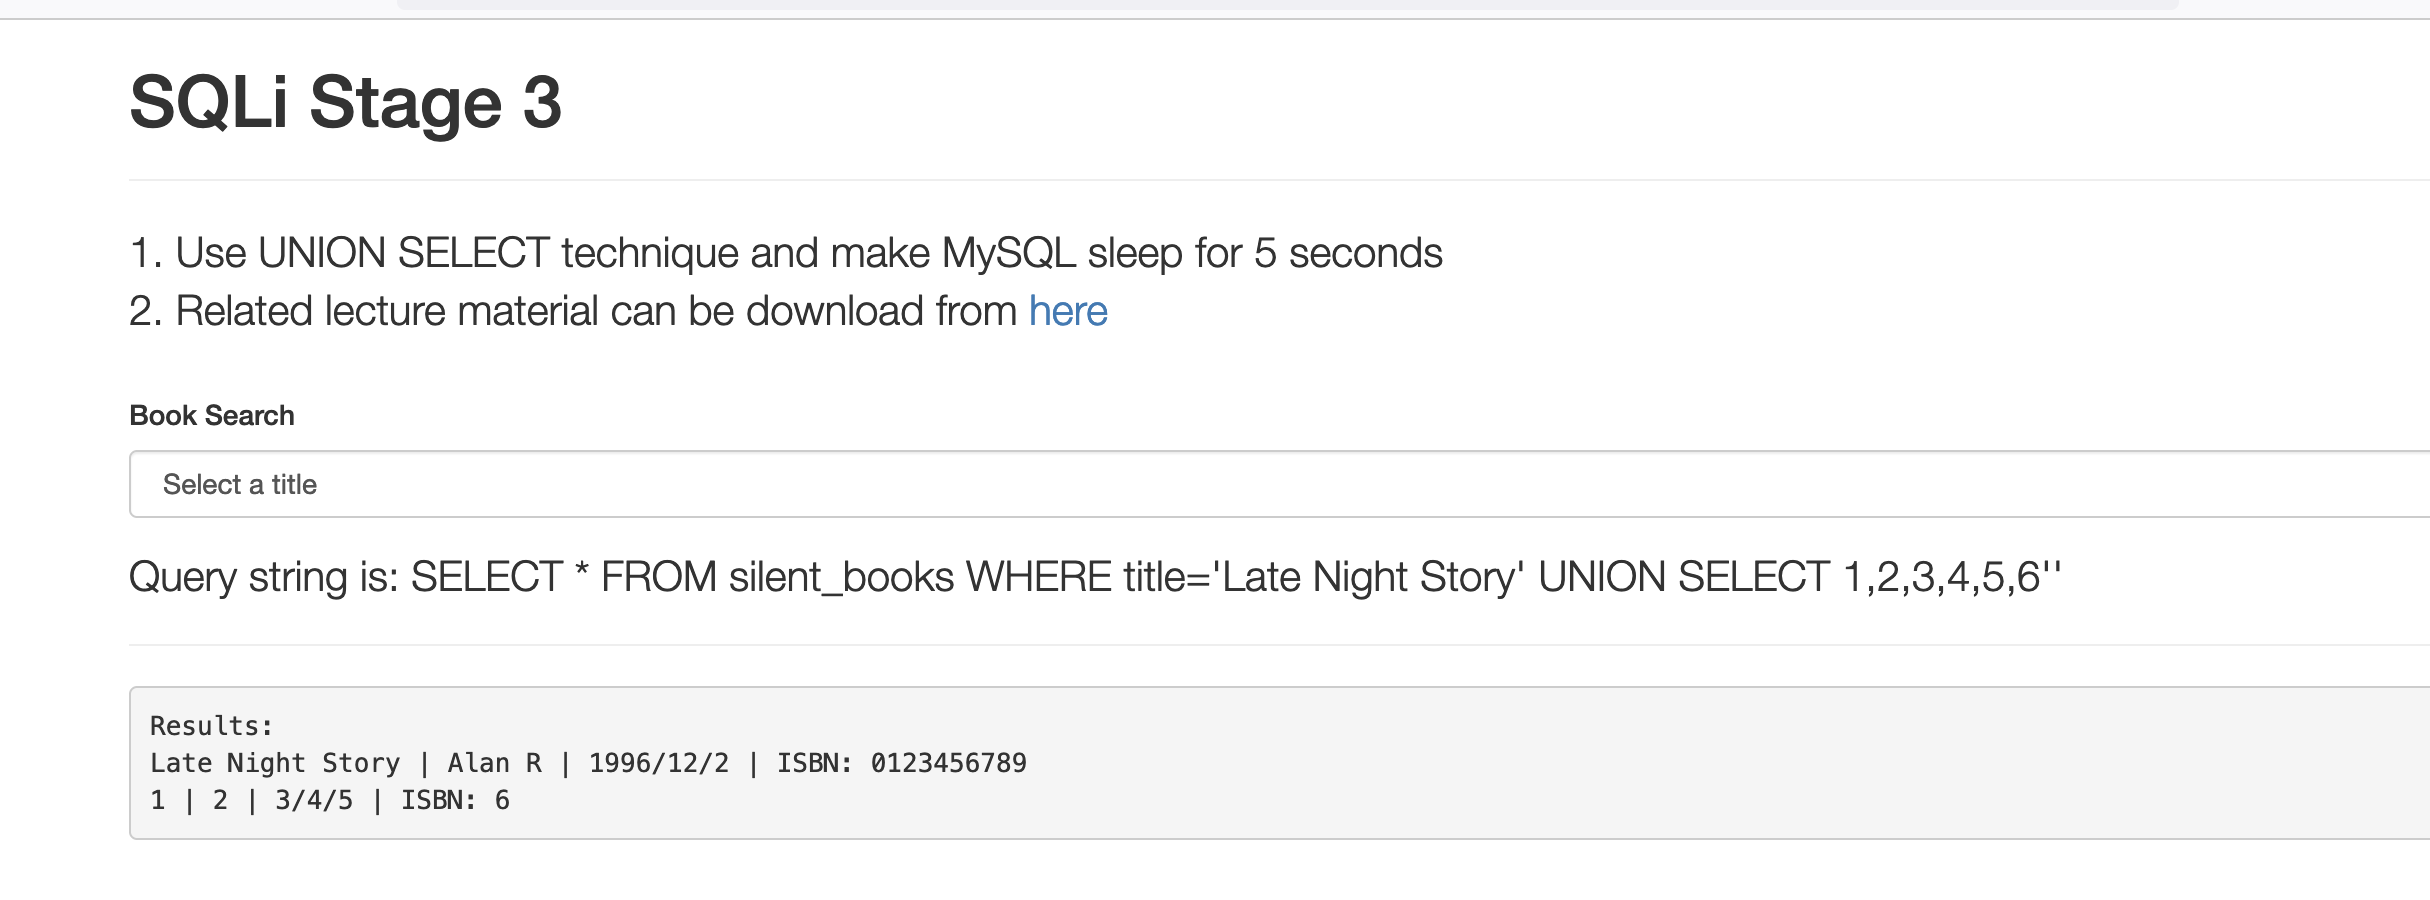 SQLi Stage 3
1. Use UNION SELECT technique and make MySQL sleep for 5 seconds
2. Related lecture material can be download from here
Book Search
Select a title
Query string is: SELECT * FROM silent_books WHERE title='Late Night Story' UNION SELECT 1,2,3,4,5,6''
Results:
Late Night Story | Alan R | 1996/12/2 | ISBN: 0123456789
1 | 2 | 3/4/5 | ISBN: 6